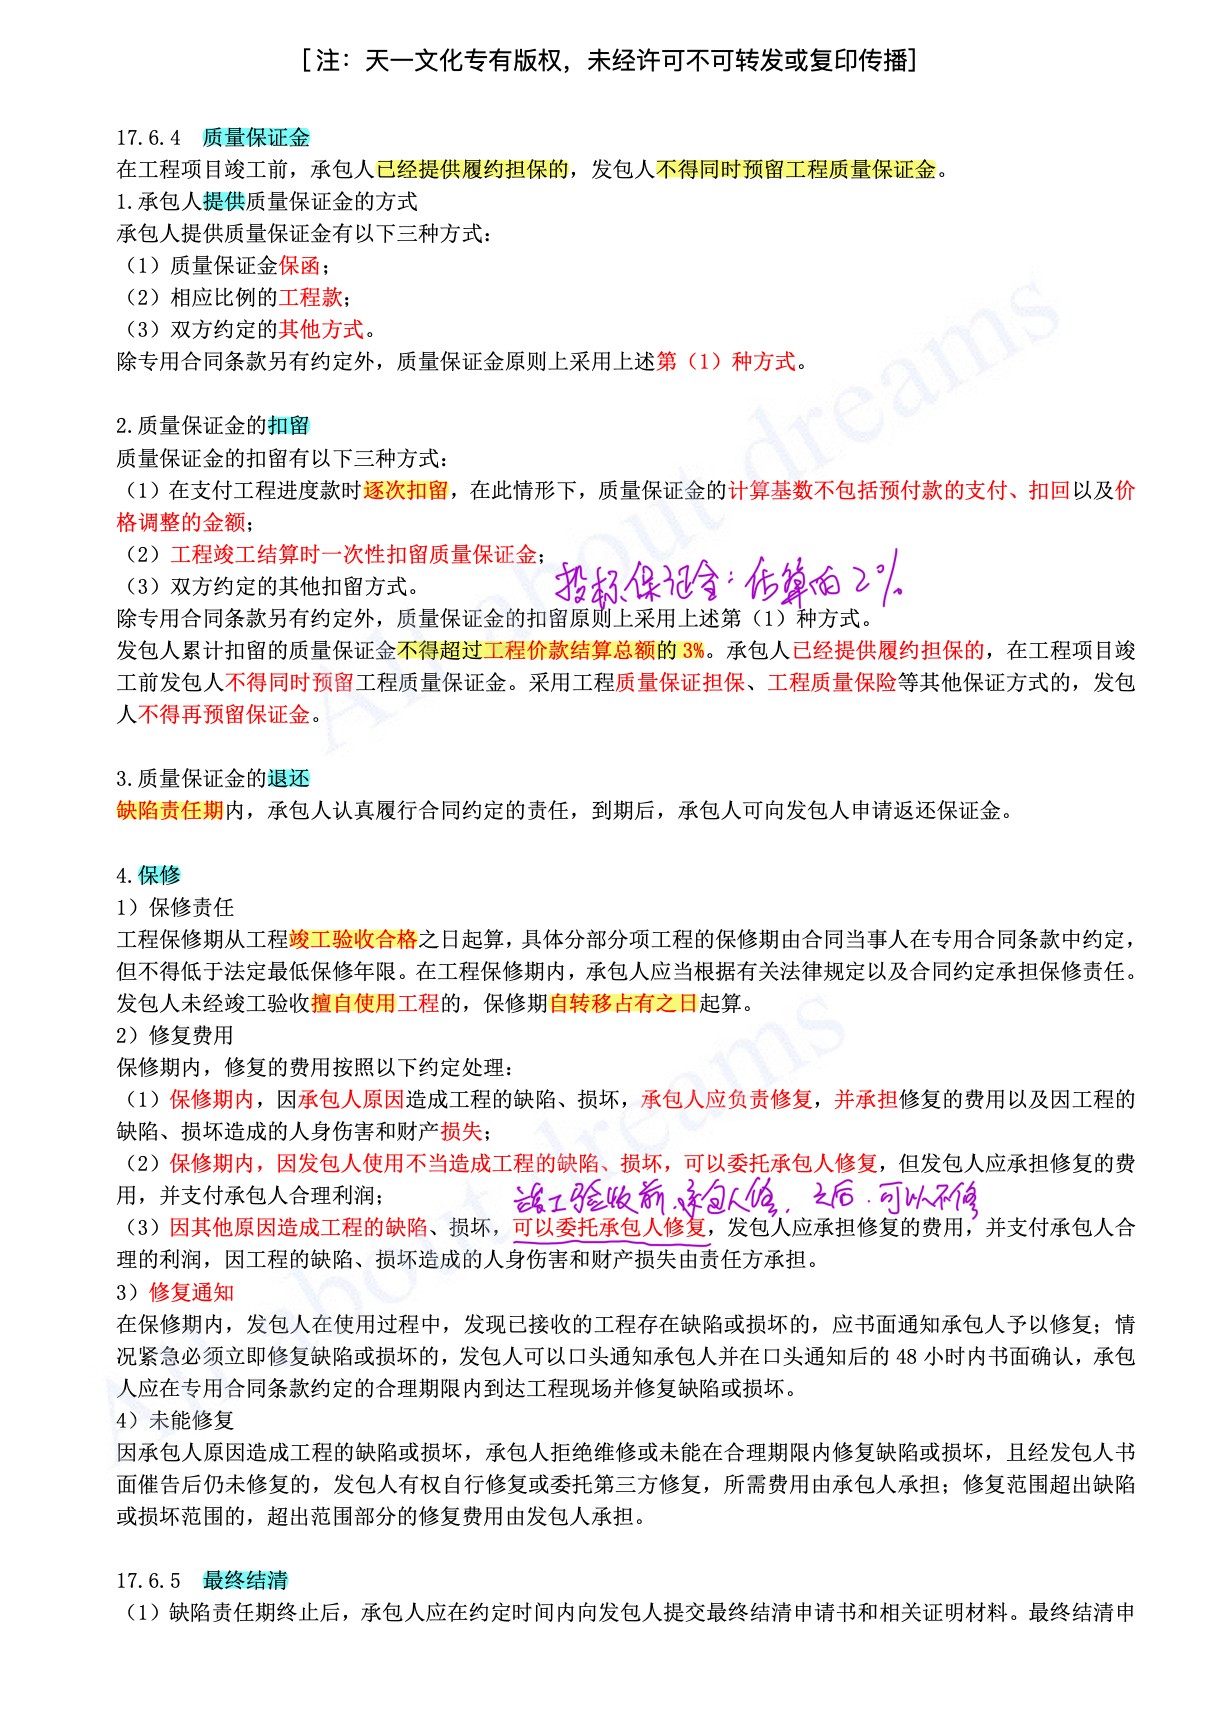 [注：天一文化专有版权，未经许可不可转发或复印传播]
17.6.4 质量保证金
在工程项目竣工前，承包人已经提供履约担保的，发包人不得同时预留工程质量保证金。
1.承包人提供质量保证金的方式
承包人提供质量保证金有以下三种方式：
（1）质量保证金保函；
（2）相应比例的工程款；
（3）双方约定的其他方式。
除专用合同条款另有约定外，质量保证金原则上采用上述第（1）种方式。
2.质量保证金的扣留
质量保证金的扣留有以下三种方式：
（1）在支付工程进度款时逐次扣留，在此情形下，质量保证金的计算基数不包括预付款的支付、扣回以及价
格调整的金额；
（2）工程竣工结算时一次性扣留质量保证金；
（3）双方约定的其他扣留方式。
投标保证金：估算的2%
除专用合同条款另有约定外，质量保证金的扣留原则上采用上述第（1）种方式。
发包人累计扣留的质量保证金不得超过工程价款结算总额的 3%。承包人已经提供履约担保的，在工程项目竣
工前发包人不得同时预留工程质量保证金。采用工程质量保证担保、工程质量保险等其他保证方式的，发包
人不得再预留保证金。
3.质量保证金的退还
缺陷责任期内，承包人认真履行合同约定的责任，到期后，承包人可向发包人申请返还保证金。
4.保修
1）保修责任
工程保修期从工程竣工验收合格之日起算，具体分部分项工程的保修期由合同当事人在专用合同条款中约定，
但不得低于法定最低保修年限。在工程保修期内，承包人应当根据有关法律规定以及合同约定承担保修责任。
发包人未经竣工验收擅自使用工程的，保修期自转移占有之日起算。
2）修复费用
保修期内，修复的费用按照以下约定处理：
（1）保修期内，因承包人原因造成工程的缺陷、损坏，承包人应负责修复，并承担修复的费用以及因工程的
缺陷、损坏造成的人身伤害和财产损失；
（2）保修期内，因发包人使用不当造成工程的缺陷、损坏，可以委托承包人修复，但发包人应承担修复的费
用，并支付承包人合理利润；
竣工验收前.承包人修．之后．可以不修
（3）因其他原因造成工程的缺陷、损坏，可以委托承包人修复，发包人应承担修复的费用，并支付承包人合
理的利润，因工程的缺陷、损坏造成的人身伤害和财产损失由责任方承担。
3）修复通知
在保修期内，发包人在使用过程中，发现已接收的工程存在缺陷或损坏的，应书面通知承包人予以修复；情
况紧急必须立即修复缺陷或损坏的，发包人可以口头通知承包人并在口头通知后的 48 小时内书面确认，承包
人应在专用合同条款约定的合理期限内到达工程现场并修复缺陷或损坏。
4）未能修复
因承包人原因造成工程的缺陷或损坏，承包人拒绝维修或未能在合理期限内修复缺陷或损坏，且经发包人书
面催告后仍未修复的，发包人有权自行修复或委托第三方修复，所需费用由承包人承担；修复范围超出缺陷
或损坏范围的，超出范围部分的修复费用由发包人承担。
17.6.5 最终结清
（1）缺陷责任期终止后，承包人应在约定时间内向发包人提交最终结清申请书和相关证明材料。最终结清申
All about dreams
All about dreams